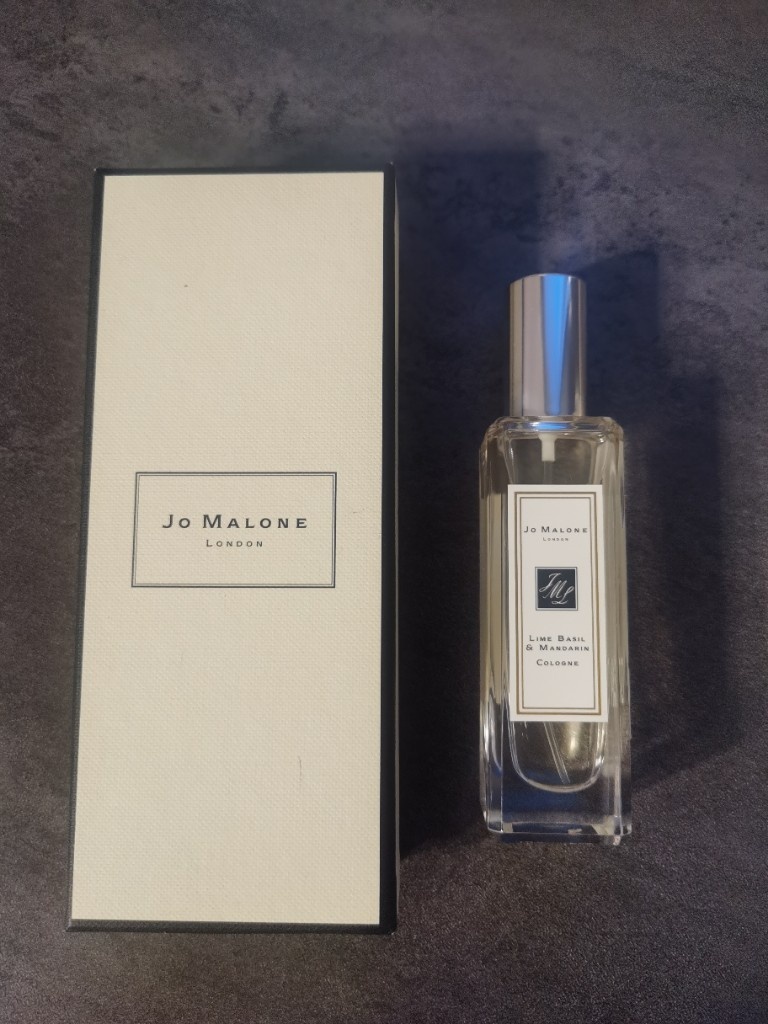 Jo Malone
London
Jo Malone
London
JML
Lime Basil
& Mandarin
Cologne